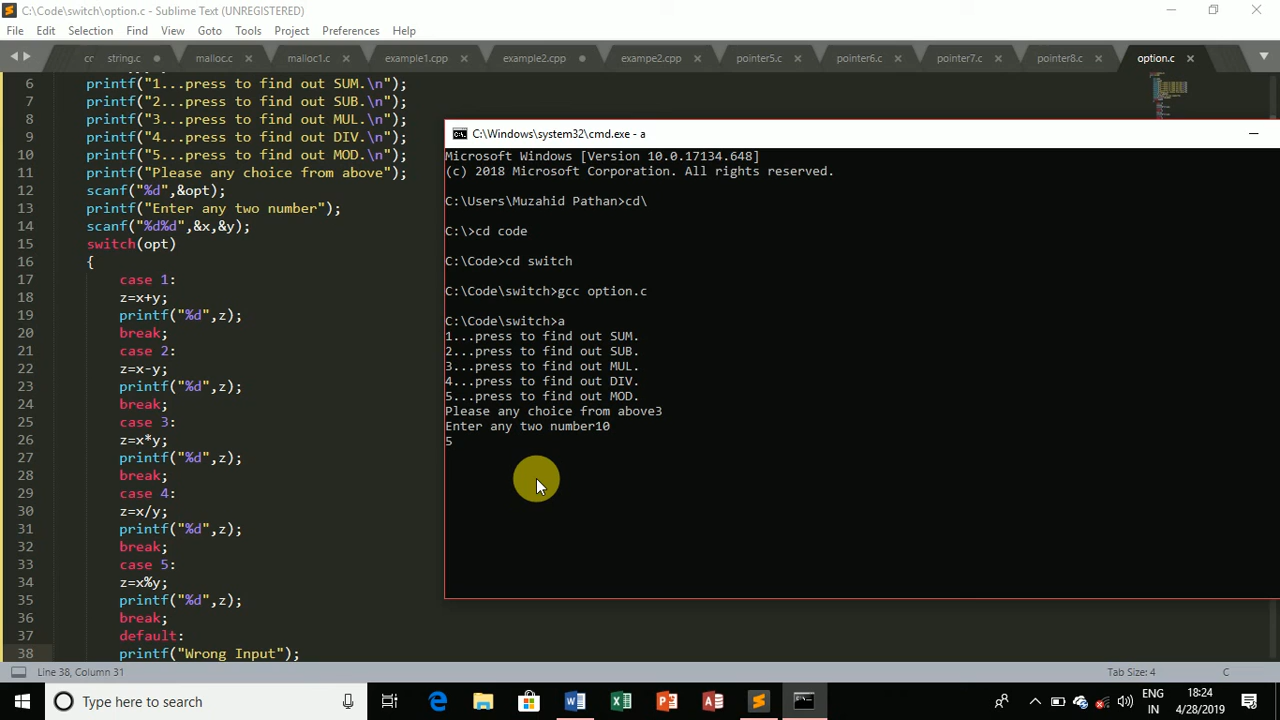 C:\Code\switch\option.c - Sublime Text (UNREGISTERED)
File Edit Selection Find View Goto Tools Project Preferences Help
string.c malloc.c malloc1.c example1.cpp example2.cpp exampe2.cpp pointer5.c pointer6.c pointer7.c pointer8.c option.c
6 printf("1...press to find out SUM.\n");
7 printf("2...press to find out SUB.\n");
8 printf("3...press to find out MUL.\n");
9 printf("4...press to find out DIV.\n");
10 printf("5...press to find out MOD.\n");
11 printf("Please any choice from above");
12 scanf("%d",&opt);
13 printf("Enter any two number");
14 scanf("%d%d",&x,&y);
15 switch(opt)
16 {
17 case 1:
18 z=x+y;
19 printf("%d",z);
20 break;
21 case 2:
22 z=x-y;
23 printf("%d",z);
24 break;
25 case 3:
26 z=x*y;
27 printf("%d",z);
28 break;
29 case 4:
30 z=x/y;
31 printf("%d",z);
32 break;
33 case 5:
34 z=x%y;
35 printf("%d",z);
36 break;
37 default:
38 printf("Wrong Input");
C:\Windows\system32\cmd.exe - a
Microsoft Windows [Version 10.0.17134.648]
(c) 2018 Microsoft Corporation. All rights reserved.
C:\Users\Muzahid Pathan>cd\
C:\>cd code
C:\Code>cd switch
C:\Code\switch>gcc option.c
C:\Code\switch>a
1...press to find out SUM.
2...press to find out SUB.
3...press to find out MUL.
4...press to find out DIV.
5...press to find out MOD.
Please any choice from above3
Enter any two number10
5
Line 38, Column 31
Tab Size: 4
C
Type here to search
ENG
IN
18:24
4/28/2019